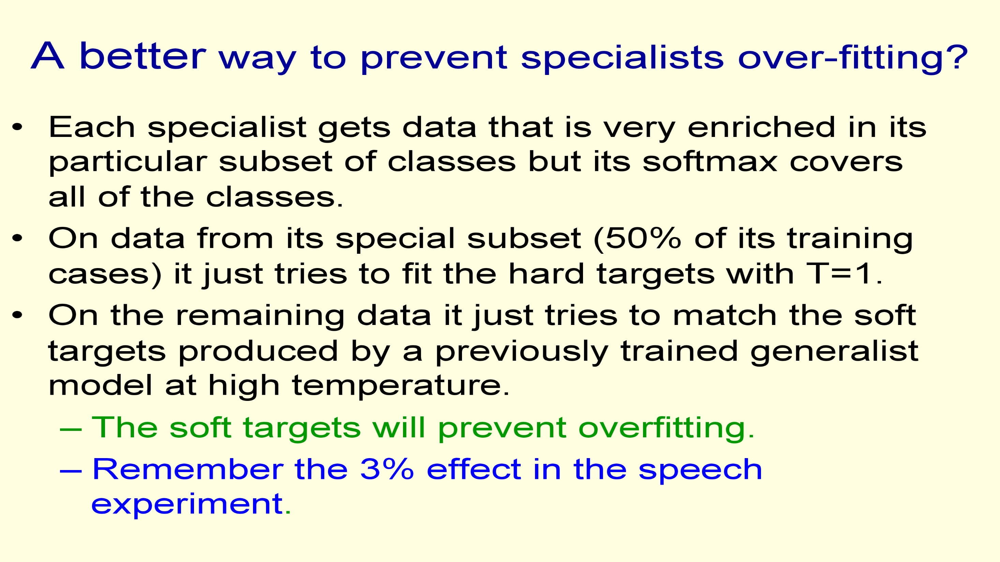 A better way to prevent specialists over-fitting?
• Each specialist gets data that is very enriched in its
particular subset of classes but its softmax covers
all of the classes.
• On data from its special subset (50% of its training
cases) it just tries to fit the hard targets with T=1.
• On the remaining data it just tries to match the soft
targets produced by a previously trained generalist
model at high temperature.
– The soft targets will prevent overfitting.
– Remember the 3% effect in the speech
experiment.